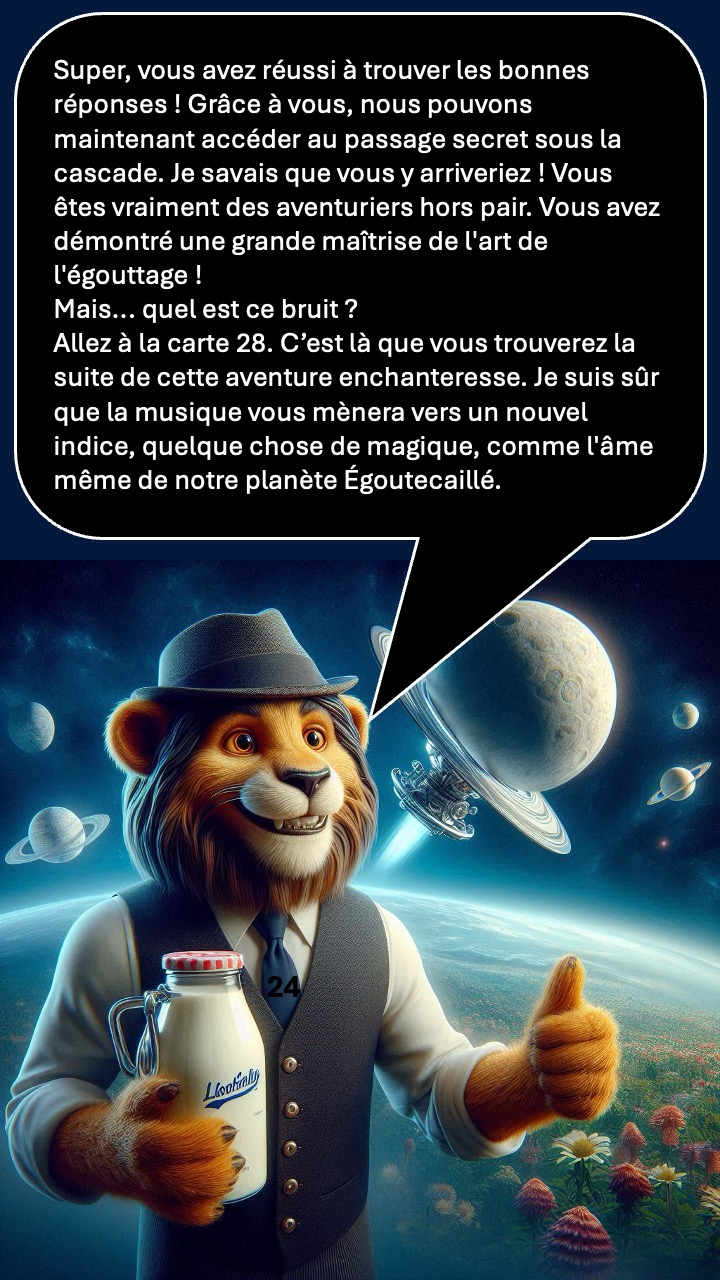 Super, vous avez réussi à trouver les bonnes
réponses ! Grâce à vous, nous pouvons
maintenant accéder au passage secret sous la
cascade. Je savais que vous y arriveriez ! Vous
êtes vraiment des aventuriers hors pair. Vous avez
démontré une grande maîtrise de l'art de
l'égouttage !
Mais... quel est ce bruit ?
Allez à la carte 28. C’est là que vous trouverez la
suite de cette aventure enchanteresse. Je suis sûr
que la musique vous mènera vers un nouvel
indice, quelque chose de magique, comme l'âme
même de notre planète Égoutecaillé.
24